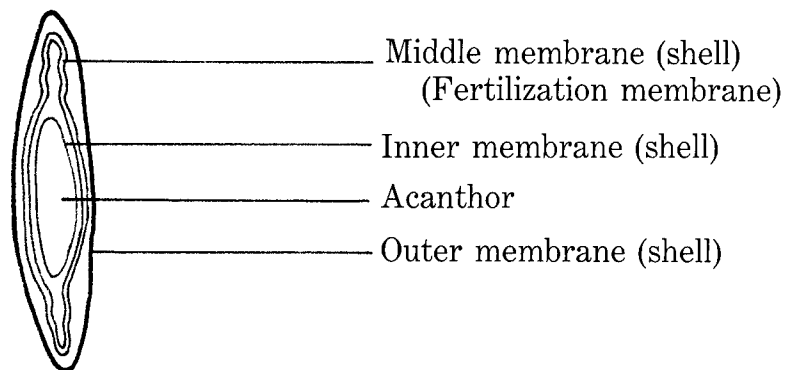 Middle membrane (shell)
(Fertilization membrane)
Inner membrane (shell)
Acanthor
Outer membrane (shell)